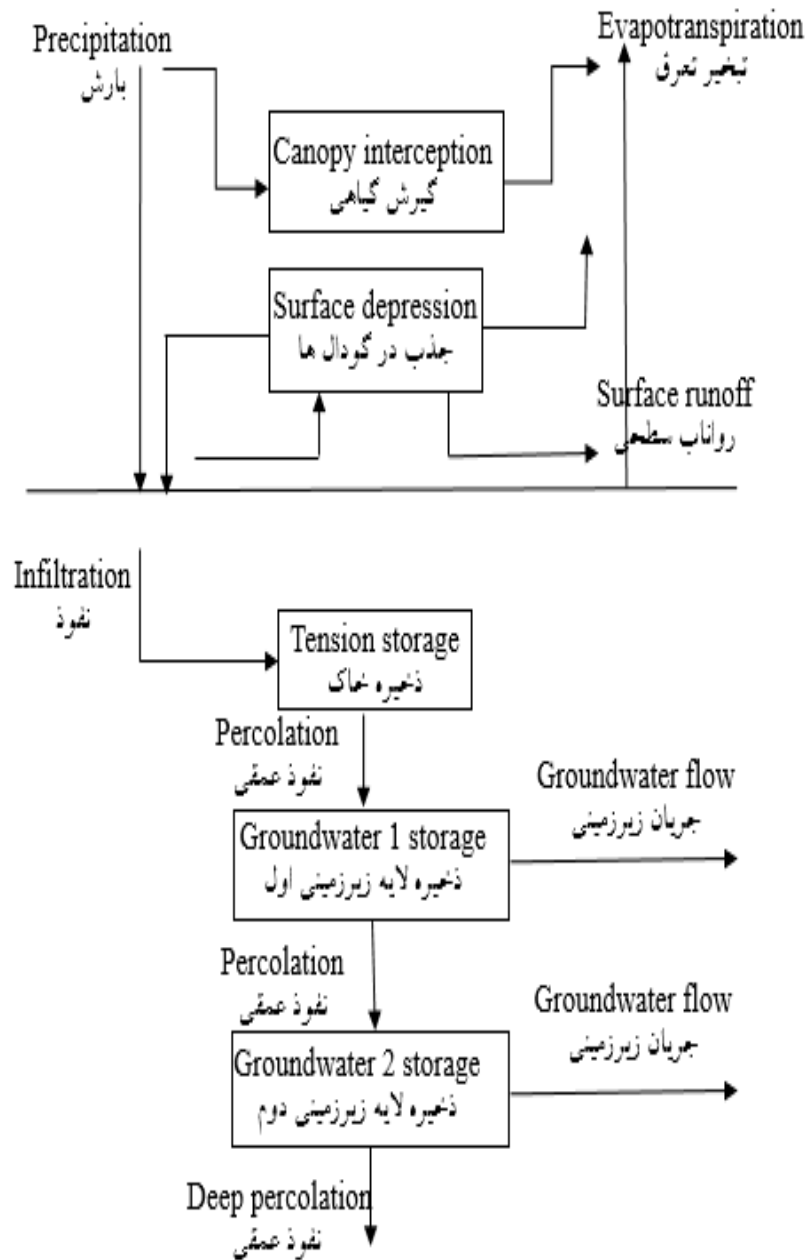 Precipitation
بارش
Evapotranspiration
تبخیر تعرق
Canopy interception
گیرش گیاهی
Surface depression
جذب در گودال ها
Surface runoff
رواناب سطحی
Infiltration
نفوذ
Tension storage
ذخیره خاک
Percolation
نفوذ عمقی
Groundwater 1 storage
ذخیره لایه زیرزمینی اول
Groundwater flow
جریان زیرزمینی
Percolation
نفوذ عمقی
Groundwater 2 storage
ذخیره لایه زیرزمینی دوم
Groundwater flow
جریان زیرزمینی
Deep percolation
نفوذ عمقی